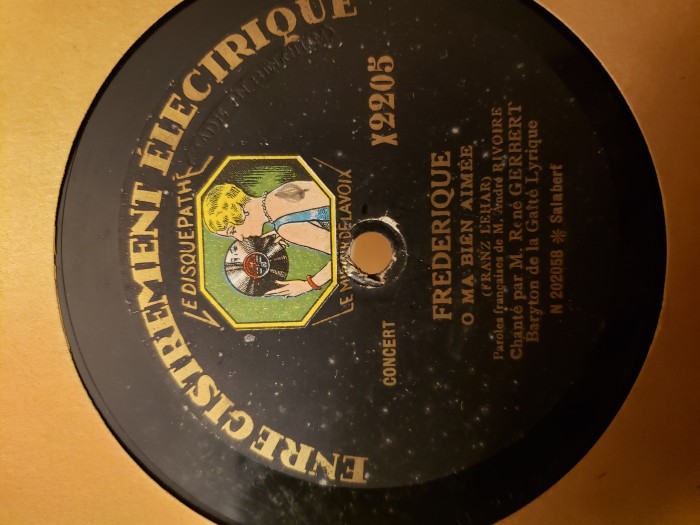 ENREGISTREMENT ÉLECTRIQUE
LE DISQUE PATHÉ
LE MIROIR DE LA VOIX
CONCERT X2205
FREDERIQUE
O MA BIEN AIMÉE
(FRANZ LEHAR)
Paroles françaises de M. André RIVOIRE
Chanté par M. René GERBERT
Baryton de la Gaîté Lyrique
N 202088 ✻ Salabert